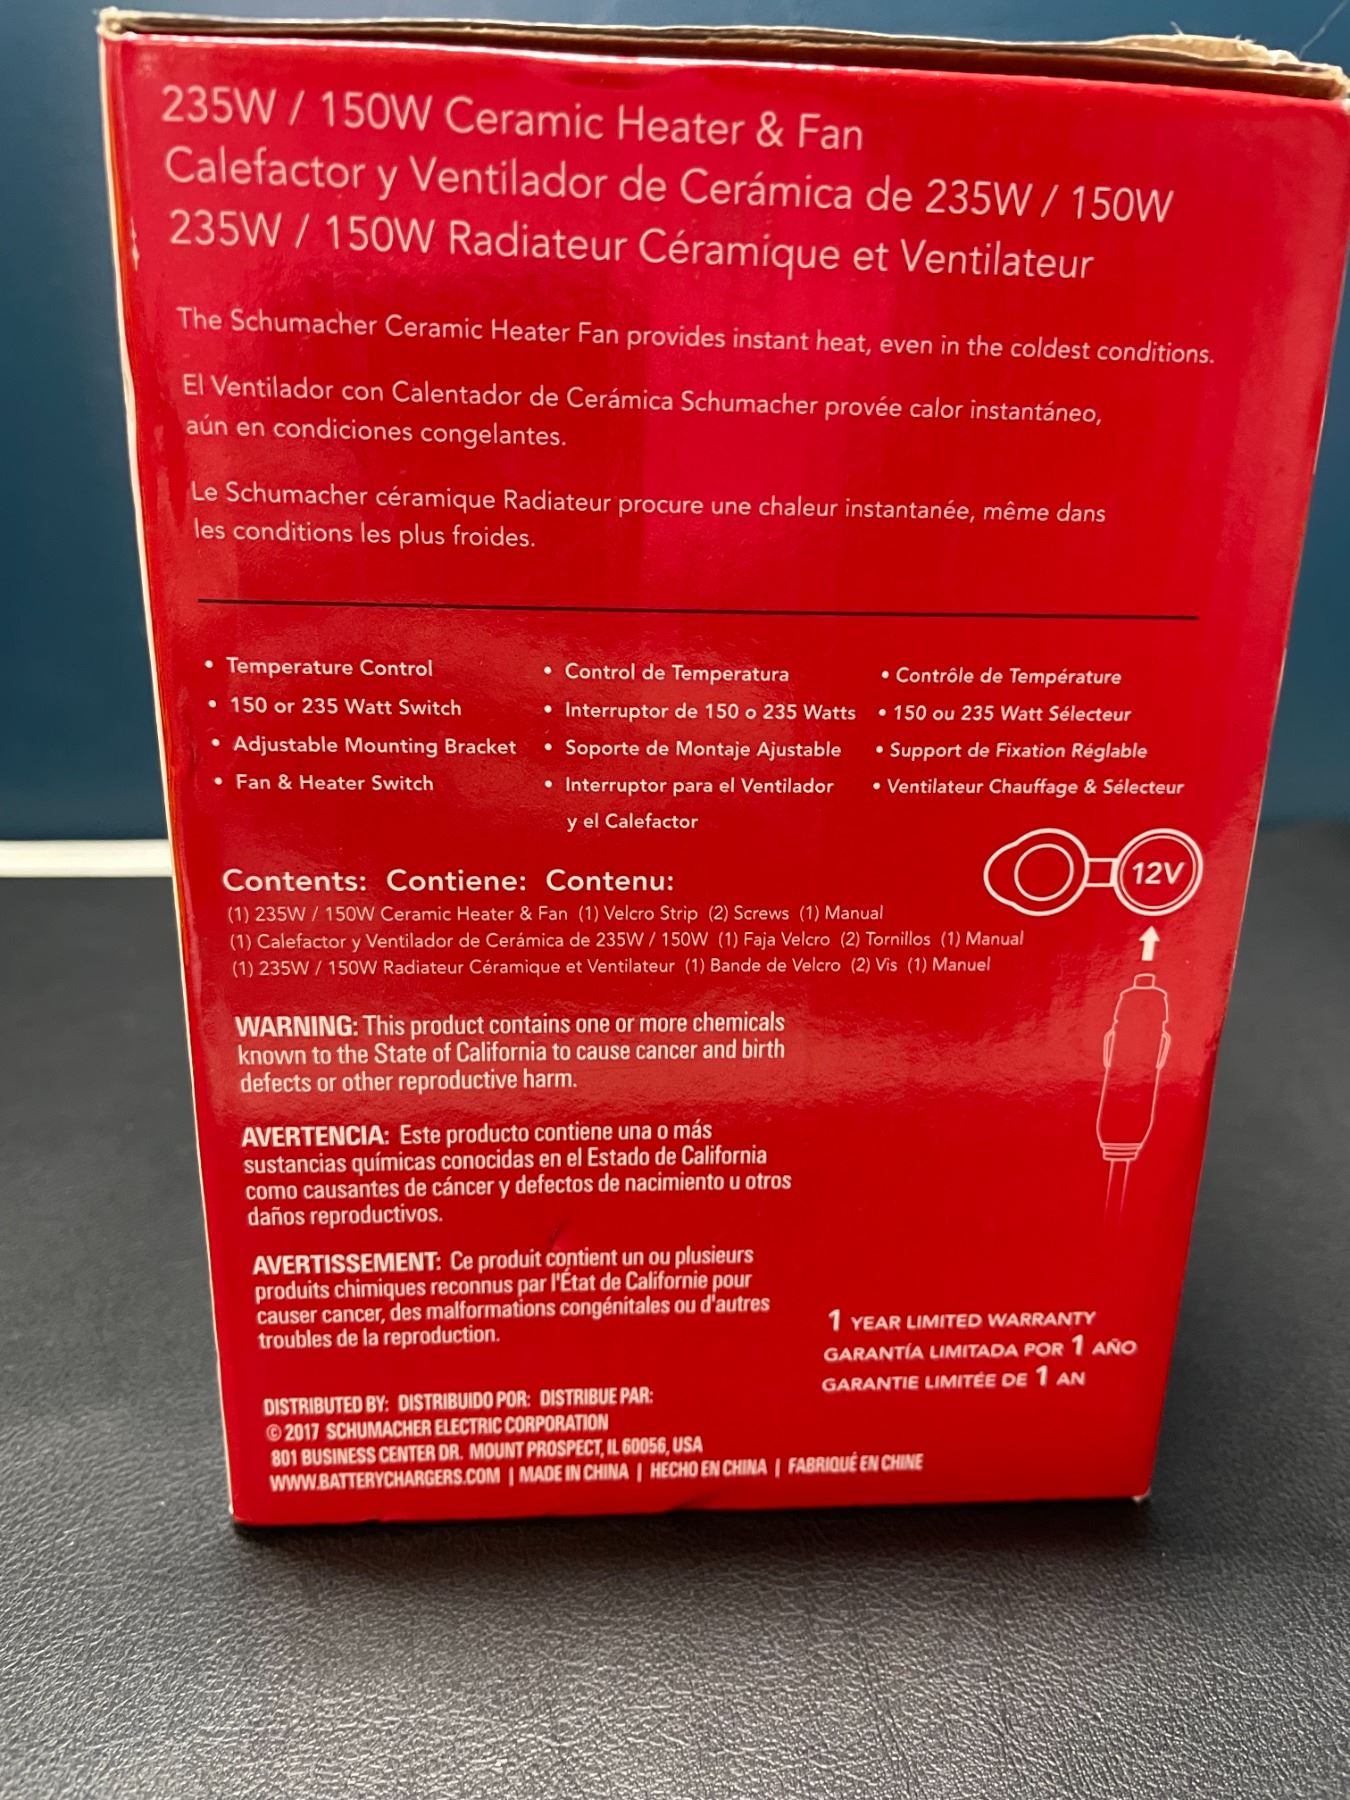 235W / 150W Ceramic Heater & Fan
Calefactor y Ventilador de Cerámica de 235W / 150W
235W / 150W Radiateur Céramique et Ventilateur
The Schumacher Ceramic Heater Fan provides instant heat, even in the coldest conditions.
El Ventilador con Calentador de Cerámica Schumacher provée calor instantáneo,
aún en condiciones congelantes.
Le Schumacher céramique Radiateur procure une chaleur instantanée, même dans
les conditions les plus froides.
• Temperature Control
• 150 or 235 Watt Switch
• Adjustable Mounting Bracket
• Fan & Heater Switch
• Control de Temperatura
• Interruptor de 150 o 235 Watts
• Soporte de Montaje Ajustable
• Interruptor para el Ventilador
y el Calefactor
• Contrôle de Température
• 150 ou 235 Watt Sélecteur
• Support de Fixation Réglable
• Ventilateur Chauffage & Sélecteur
Contents: Contiene: Contenu:
(1) 235W / 150W Ceramic Heater & Fan (1) Velcro Strip (2) Screws (1) Manual
(1) Calefactor y Ventilador de Cerámica de 235W / 150W (1) Faja Velcro (2) Tornillos (1) Manual
(1) 235W / 150W Radiateur Céramique et Ventilateur (1) Bande de Velcro (2) Vis (1) Manuel
12V
WARNING: This product contains one or more chemicals
known to the State of California to cause cancer and birth
defects or other reproductive harm.
AVERTENCIA: Este producto contiene una o más
sustancias químicas conocidas en el Estado de California
como causantes de cáncer y defectos de nacimiento u otros
daños reproductivos.
AVERTISSEMENT: Ce produit contient un ou plusieurs
produits chimiques reconnus par l'État de Californie pour
causer cancer, des malformations congénitales ou d'autres
troubles de la reproduction.
1 YEAR LIMITED WARRANTY
GARANTÍA LIMITADA POR 1 AÑO
GARANTIE LIMITÉE DE 1 AN
DISTRIBUTED BY: DISTRIBUIDO POR: DISTRIBUE PAR:
© 2017 SCHUMACHER ELECTRIC CORPORATION
801 BUSINESS CENTER DR. MOUNT PROSPECT, IL 60056, USA
WWW.BATTERYCHARGERS.COM | MADE IN CHINA | HECHO EN CHINA | FABRIQUÉ EN CHINE